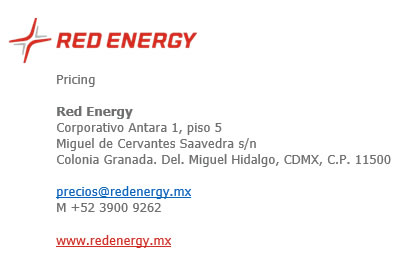 RED ENERGY
Pricing
Red Energy
Corporativo Antara 1, piso 5
Miguel de Cervantes Saavedra s/n
Colonia Granada. Del. Miguel Hidalgo, CDMX, C.P. 11500
precios@redenergy.mx
M +52 3900 9262
www.redenergy.mx